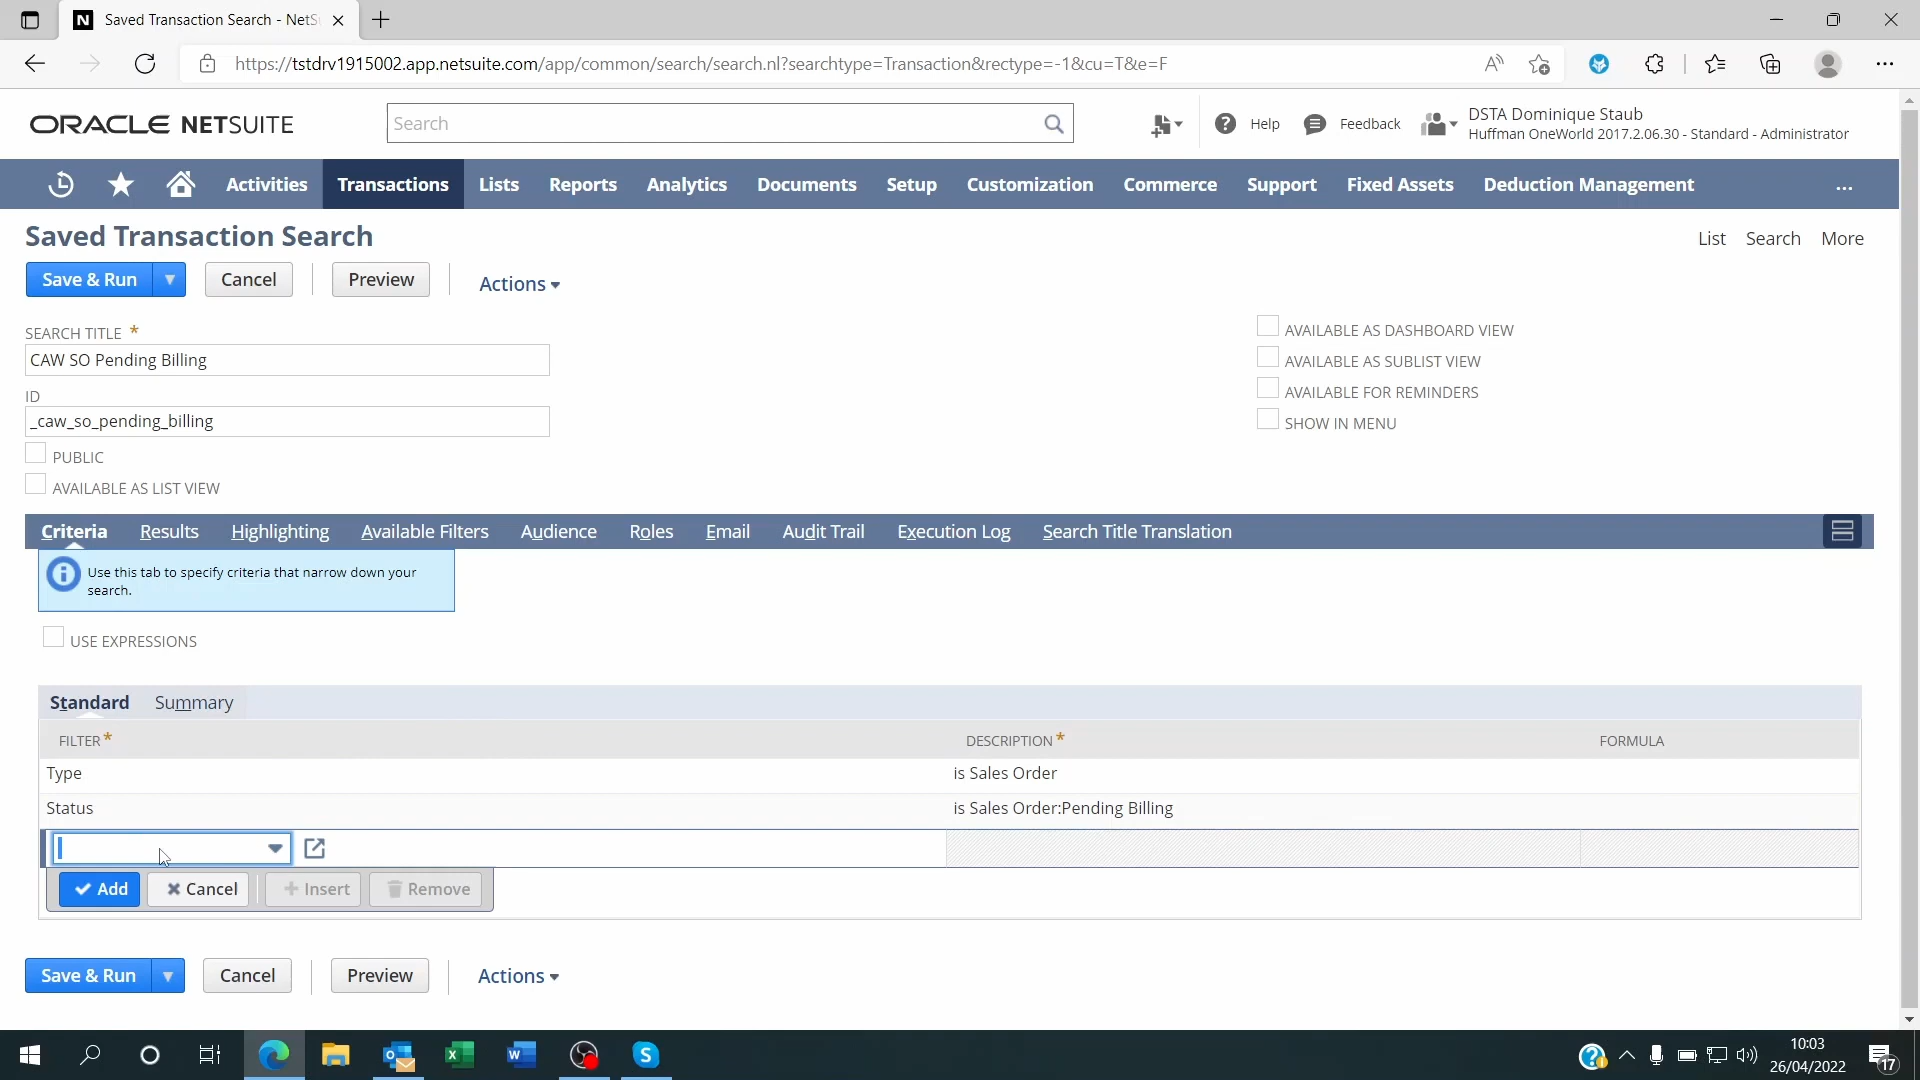 Saved Transaction Search - NetS
https://tstdrv1915002.app.netsuite.com/app/common/search/search.nl?searchtype=Transaction&rectype=-1&cu=T&e=F
ORACLE NETSUITE
Search
Help
Feedback
DSTA Dominique Staub
Huffman OneWorld 2017.2.06.30 - Standard - Administrator
Activities Transactions Lists Reports Analytics Documents Setup Customization Commerce Support Fixed Assets Deduction Management ...
Saved Transaction Search
List Search More
Save & Run Cancel Preview Actions
SEARCH TITLE *
CAW SO Pending Billing
ID
_caw_so_pending_billing
PUBLIC
AVAILABLE AS LIST VIEW
AVAILABLE AS DASHBOARD VIEW
AVAILABLE AS SUBLIST VIEW
AVAILABLE FOR REMINDERS
SHOW IN MENU
Criteria Results Highlighting Available Filters Audience Roles Email Audit Trail Execution Log Search Title Translation
Use this tab to specify criteria that narrow down your
search.
USE EXPRESSIONS
Standard Summary
FILTER * DESCRIPTION * FORMULA
Type is Sales Order
Status is Sales Order:Pending Billing
Add Cancel Insert Remove
Save & Run Cancel Preview Actions
10:03
26/04/2022
17